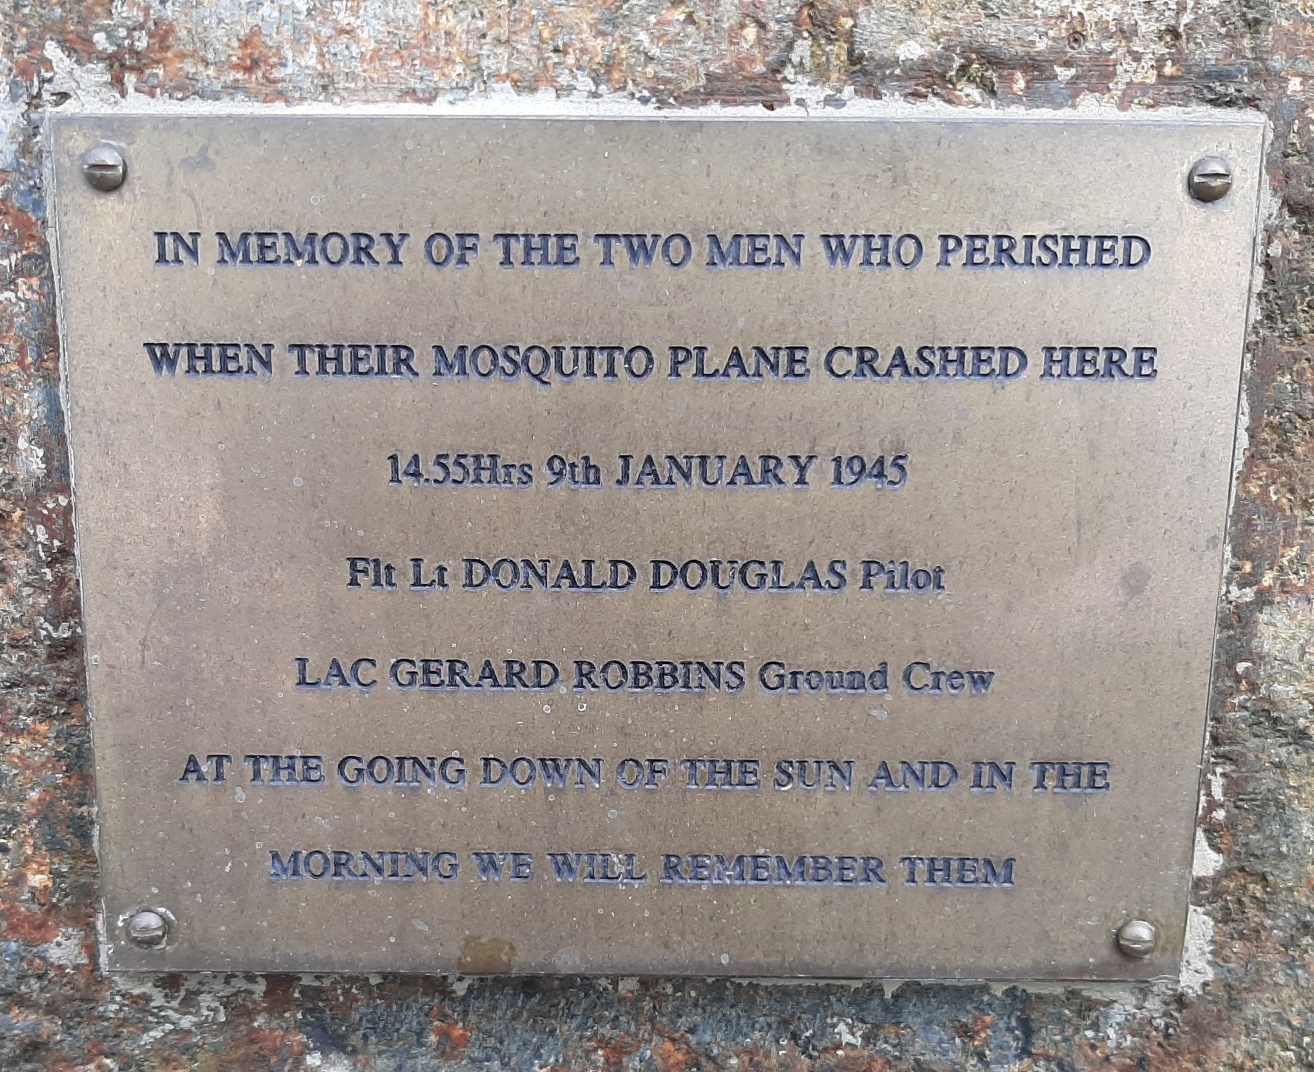 IN MEMORY OF THE TWO MEN WHO PERISHED
WHEN THEIR MOSQUITO PLANE CRASHED HERE
14.55Hrs 9th JANUARY 1945
Flt Lt DONALD DOUGLAS Pilot
LAC GERARD ROBBINS Ground Crew
AT THE GOING DOWN OF THE SUN AND IN THE
MORNING WE WILL REMEMBER THEM